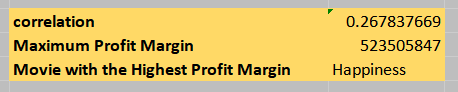 correlation 0.267837669
Maximum Profit Margin 523505847
Movie with the Highest Profit Margin Happiness